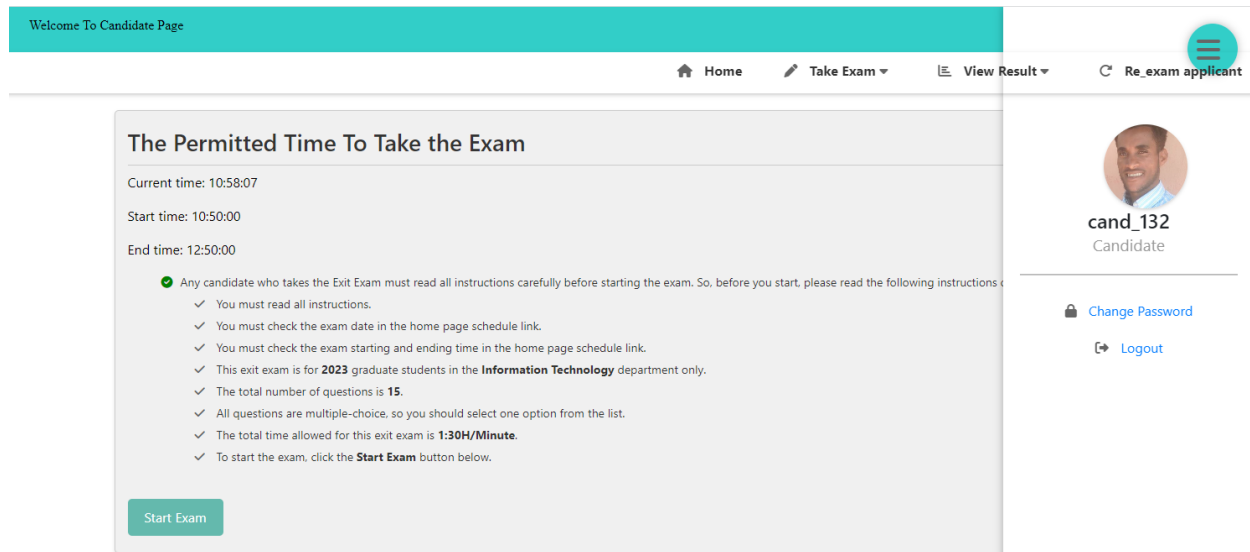 Welcome To Candidate Page
Home Take Exam View Result Re_exam applicant
The Permitted Time To Take the Exam
Current time: 10:58:07
Start time: 10:50:00
End time: 12:50:00
Any candidate who takes the Exit Exam must read all instructions carefully before starting the exam. So, before you start, please read the following instructions
You must read all instructions.
You must check the exam date in the home page schedule link.
You must check the exam starting and ending time in the home page schedule link.
This exit exam is for 2023 graduate students in the Information Technology department only.
The total number of questions is 15.
All questions are multiple-choice, so you should select one option from the list.
The total time allowed for this exit exam is 1:30H/Minute.
To start the exam, click the Start Exam button below.
Start Exam
cand_132
Candidate
Change Password
Logout